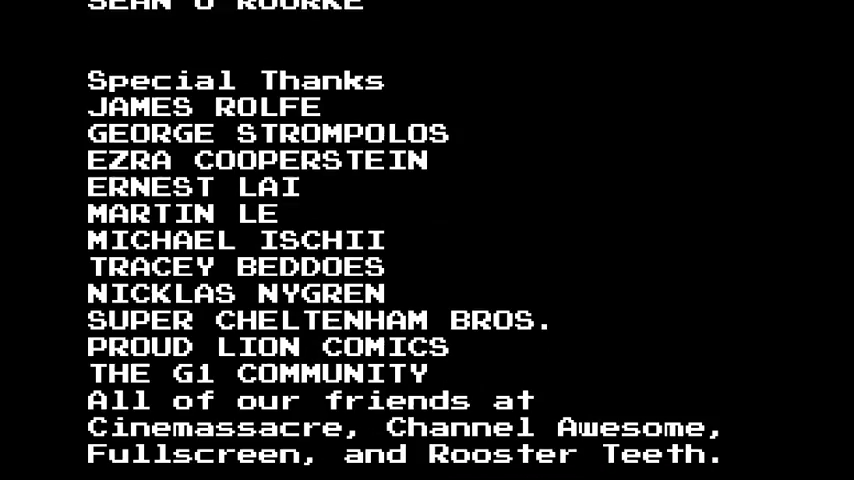 SEAN O'ROURKE
Special Thanks
JAMES ROLFE
GEORGE STROMPOLOS
EZRA COOPERSTEIN
ERNEST LAI
MARTIN LE
MICHAEL ISCHII
TRACEY BEDDOES
NICKLAS NYGREN
SUPER CHELTENHAM BROS.
PROUD LION COMICS
THE G1 COMMUNITY
All of our friends at
Cinemassacre, Channel Awesome,
Fullscreen, and Rooster Teeth.